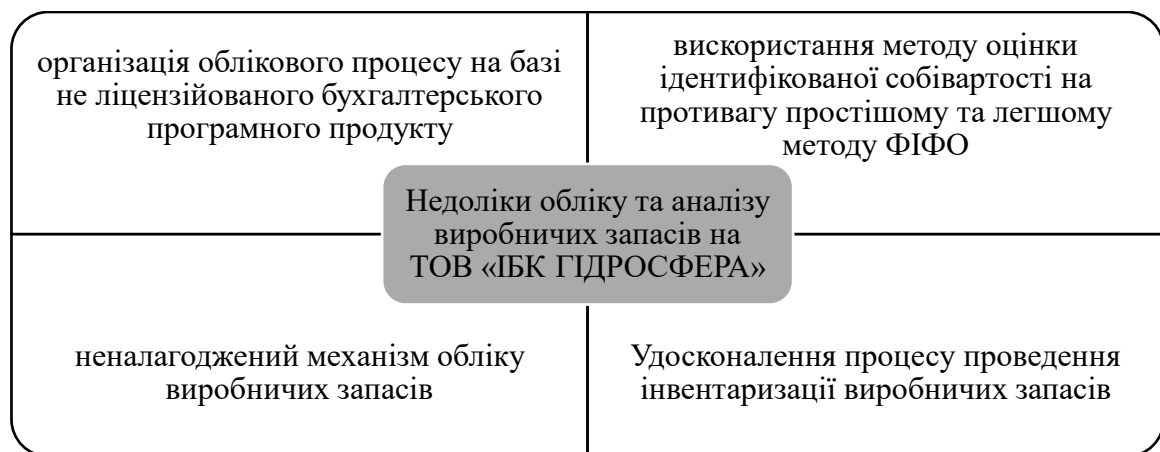 організація облікового процесу на базі
не ліцензійованого бухгалтерського
програмного продукту
вискористання методу оцінки
ідентифікованої собівартості на
противагу простішому та легшому
методу ФІФО
Недоліки обліку та аналізу
виробничих запасів на
ТОВ «ІБК ГІДРОСФЕРА»
неналагоджений механізм обліку
виробничих запасів
Удосконалення процесу проведення
інвентаризації виробничих запасів